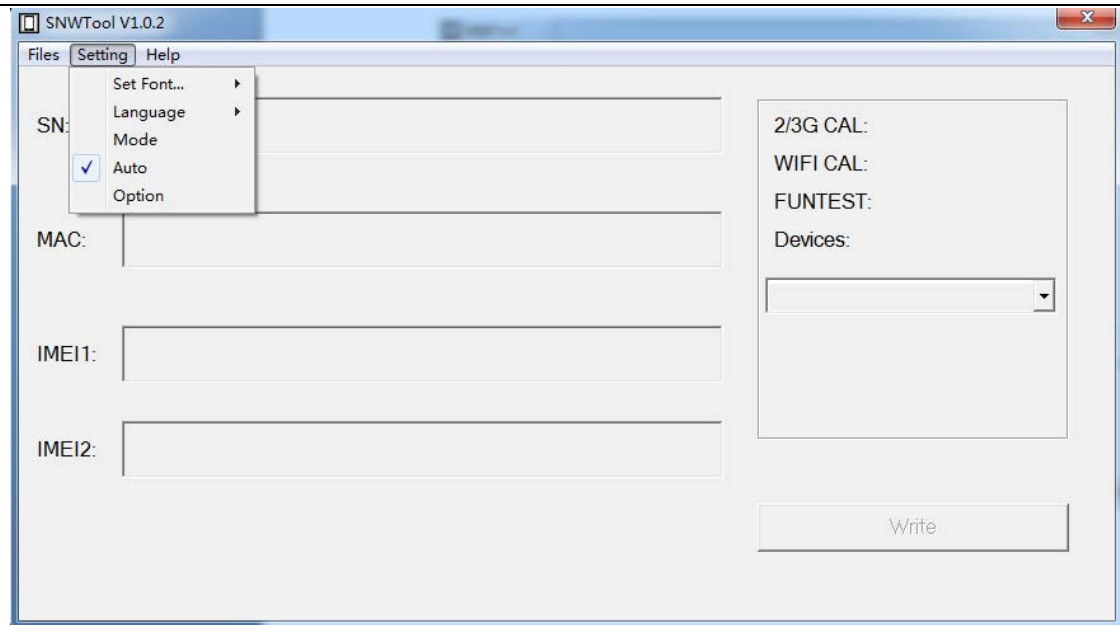 SNWTool V1.0.2
Files Setting Help
Set Font...
Language
Mode
Auto
Option
SN:
MAC:
IMEI1:
IMEI2:
2/3G CAL:
WIFI CAL:
FUNTEST:
Devices:
Write